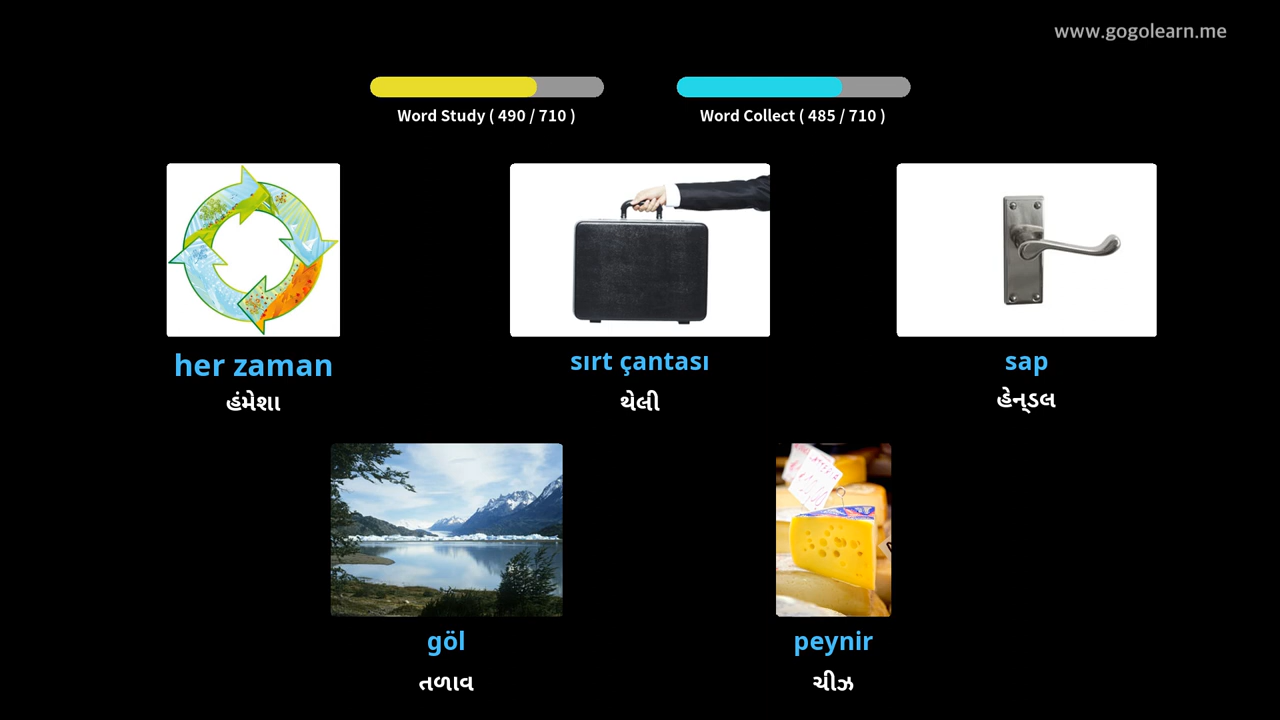 www.gogolearn.me
Word Study ( 490 / 710 )
Word Collect ( 485 / 710 )
her zaman
હંમેશા
sırt çantası
થેલી
sap
હેન્ડલ
göl
તળાવ
peynir
ચીઝ